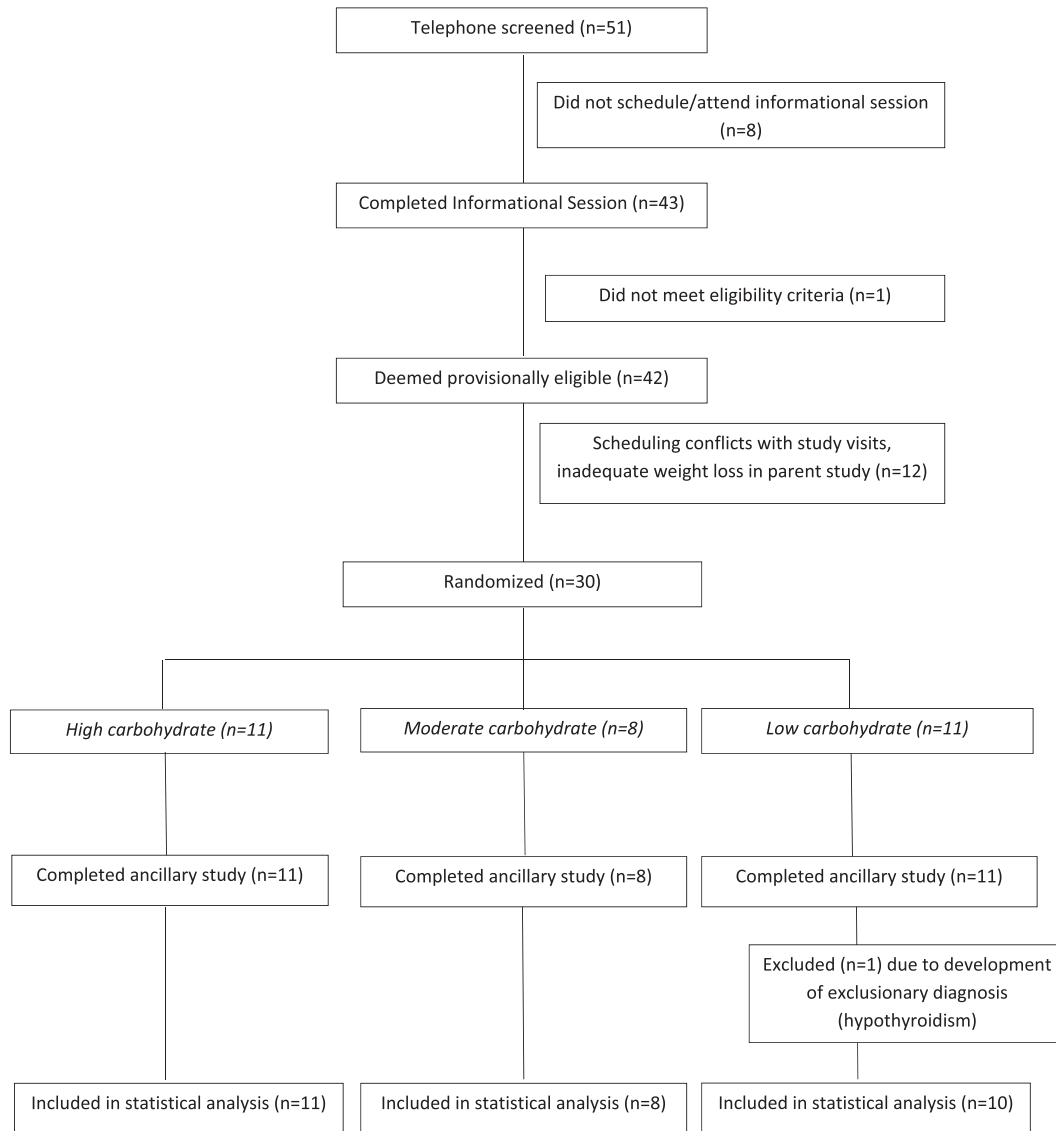 Telephone screened (n=51)
Did not schedule/attend informational session
(n=8)
Completed Informational Session (n=43)
Did not meet eligibility criteria (n=1)
Deemed provisionally eligible (n=42)
Scheduling conflicts with study visits,
inadequate weight loss in parent study (n=12)
Randomized (n=30)
High carbohydrate (n=11)
Moderate carbohydrate (n=8)
Low carbohydrate (n=11)
Completed ancillary study (n=11)
Completed ancillary study (n=8)
Completed ancillary study (n=11)
Excluded (n=1) due to development
of exclusionary diagnosis
(hypothyroidism)
Included in statistical analysis (n=11)
Included in statistical analysis (n=8)
Included in statistical analysis (n=10)